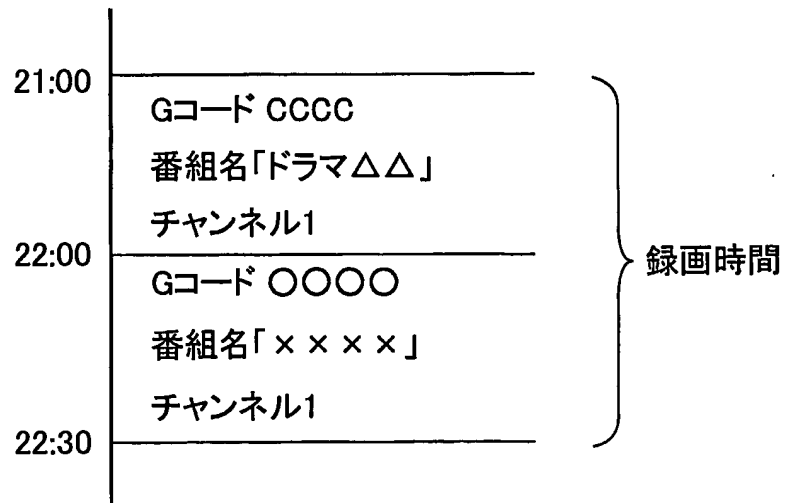 21:00
Gコード CCCC
番組名「ドラマ△△」
チャンネル1
22:00
Gコード 〇〇〇〇
番組名「××××」
チャンネル1
22:30
録画時間